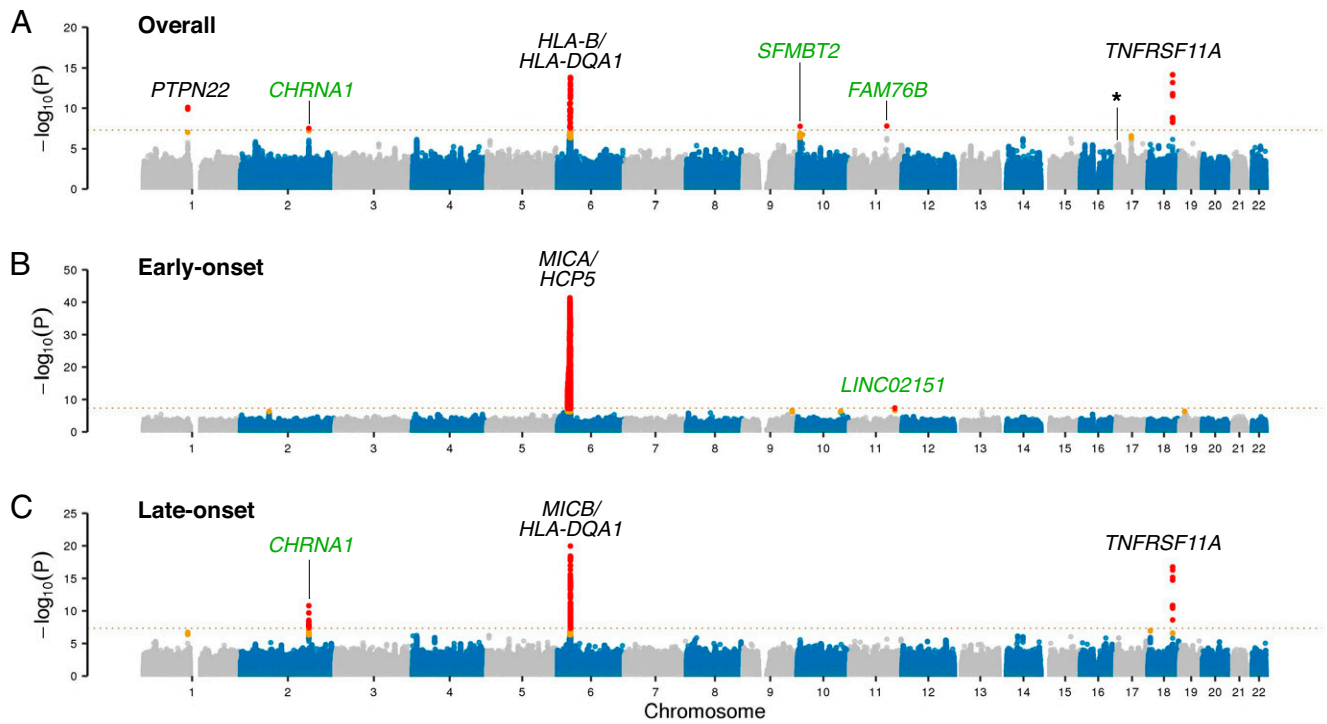 A
Overall
PTPN22
CHRNA1
HLA-B/
HLA-DQA1
SFMBT2
FAM76B
*
TNFRSF11A
−log10(P)
20
15
10
5
0
1 2 3 4 5 6 7 8 9 10 11 12 13 14 15 16 17 18 19 20 21 22
B
Early-onset
MICA/
HCP5
LINC02151
−log10(P)
50
40
30
20
10
0
1 2 3 4 5 6 7 8 9 10 11 12 13 14 15 16 17 18 19 20 21 22
C
Late-onset
CHRNA1
MICB/
HLA-DQA1
TNFRSF11A
−log10(P)
25
20
15
10
5
0
1 2 3 4 5 6 7 8 9 10 11 12 13 14 15 16 17 18 19 20 21 22
Chromosome